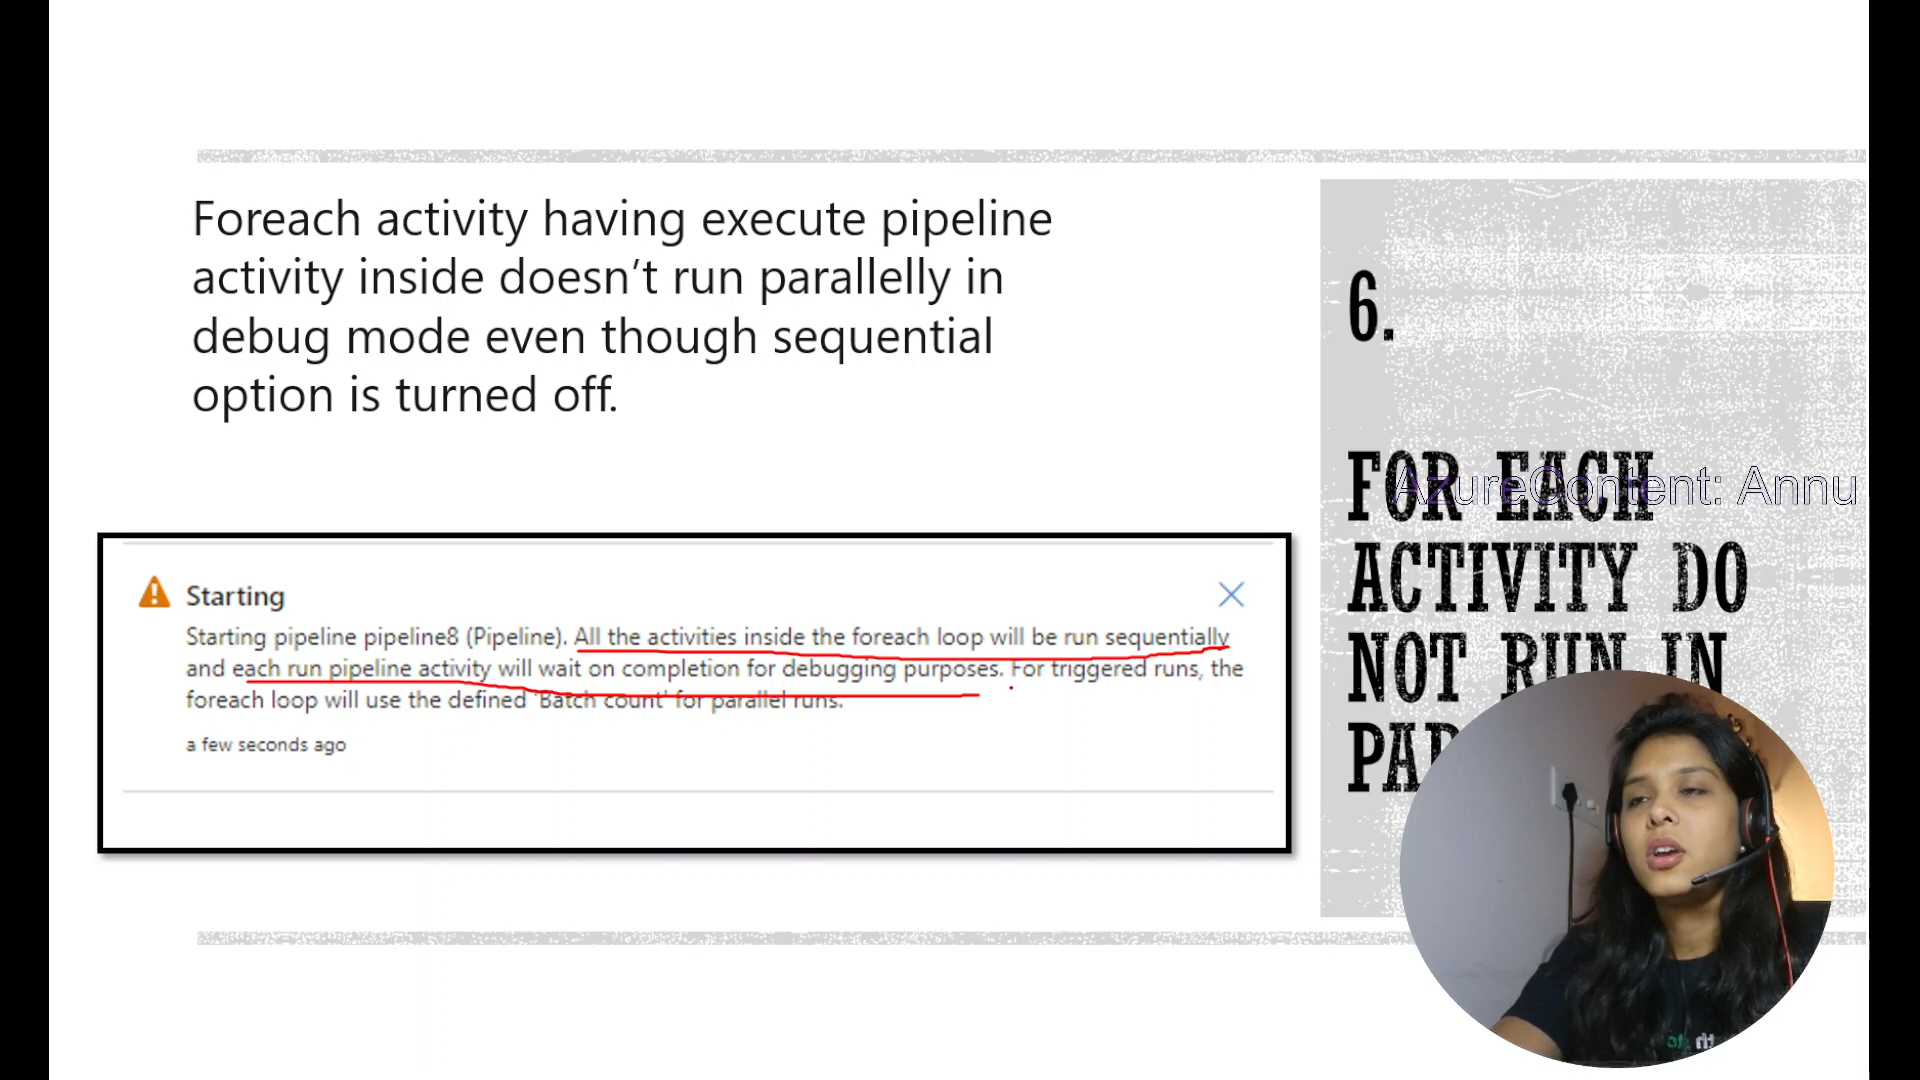 Foreach activity having execute pipeline
activity inside doesn’t run parallelly in
debug mode even though sequential
option is turned off.
Starting
Starting pipeline pipeline8 (Pipeline). All the activities inside the foreach loop will be run sequentially
and each run pipeline activity will wait on completion for debugging purposes. For triggered runs, the
foreach loop will use the defined 'Batch count' for parallel runs.
a few seconds ago
6.
FOR EACH
ACTIVITY DO
NOT RUN IN
AzureContent: Annu